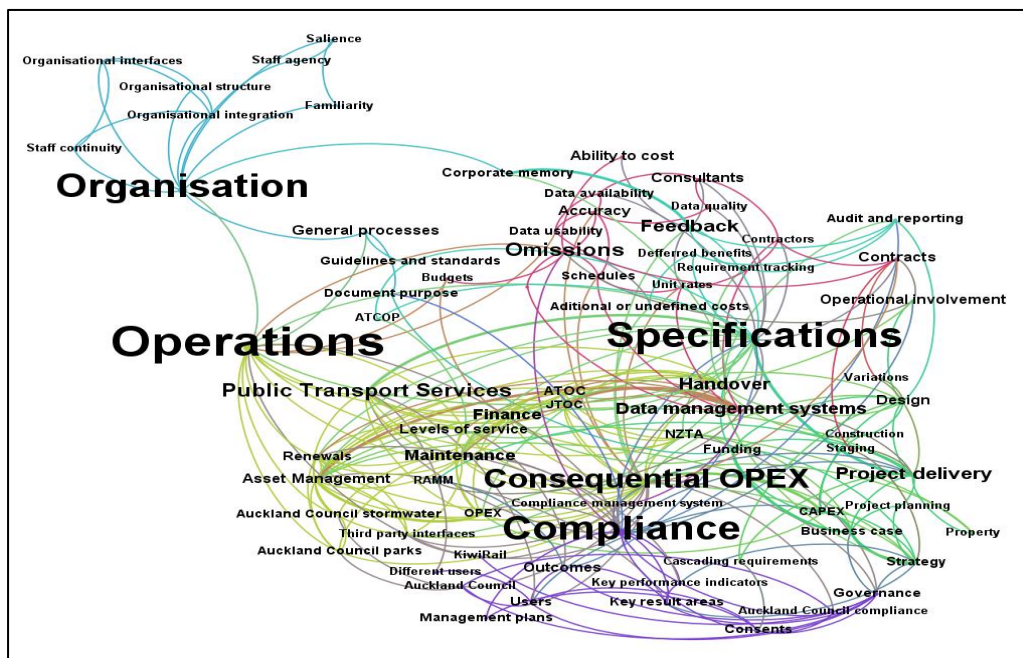 Salience
Organisational interfaces
Staff agency
Organisational structure
Familiarity
Organisational integration
Staff continuity
Ability to cost
Corporate memory
Consultants
Organisation
Data availability
Data quality
Accuracy
Audit and reporting
Feedback
General processes
Data usability
Contractors
Omissions
Defferred benefits
Contracts
Guidelines and standards
Requirement tracking
Budgets
Schedules
Unit rates
Document purpose
Aditional or undefined costs
Operational involvement
ATCOP
Specifications
Operations
Variations
Handover
Public Transport Services
ATOC
Design
JTOC
Data management systems
Finance
Levels of service
NZTA
Construction
Funding
Staging
Renewals
Maintenance
Asset Management
RAMM
Consequential OPEX
Project delivery
Compliance management system
Project planning
Auckland Council stormwater
OPEX
CAPEX
Compliance
Business case
Property
Third party interfaces
Auckland Council parks
KiwiRail
Cascading requirements
Strategy
Different users
Outcomes
Auckland Council
Key performance indicators
Governance
Users
Key result areas
Auckland Council compliance
Management plans
Consents